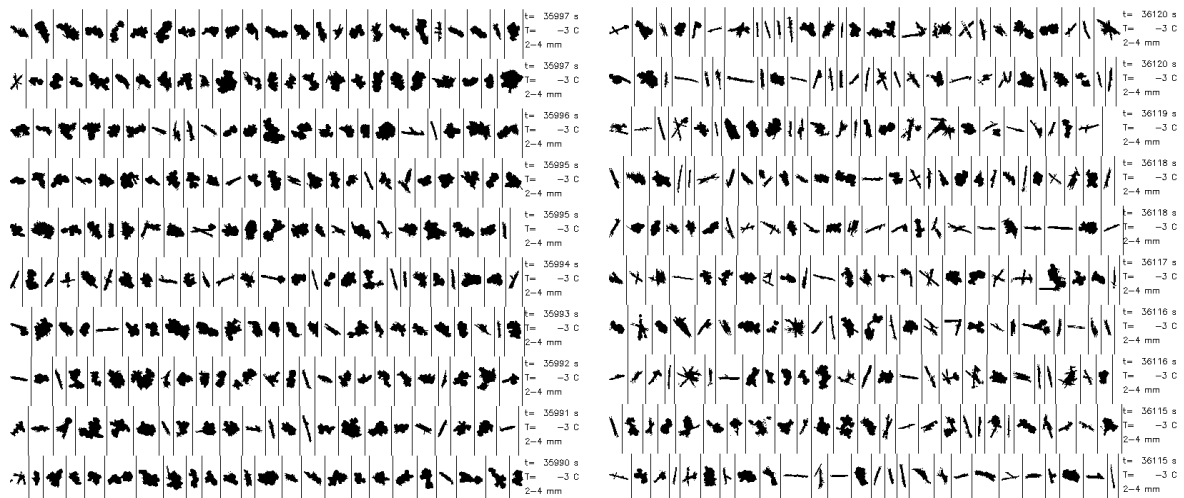 t= 35997 s
T= -3 C
2-4 mm
t= 35997 s
T= -3 C
2-4 mm
t= 35996 s
T= -3 C
2-4 mm
t= 35995 s
T= -3 C
2-4 mm
t= 35995 s
T= -3 C
2-4 mm
t= 35994 s
T= -3 C
2-4 mm
t= 35993 s
T= -3 C
2-4 mm
t= 35992 s
T= -3 C
2-4 mm
t= 35991 s
T= -3 C
2-4 mm
t= 35990 s
T= -3 C
2-4 mm
t= 36120 s
T= -3 C
2-4 mm
t= 36120 s
T= -3 C
2-4 mm
t= 36119 s
T= -3 C
2-4 mm
t= 36118 s
T= -3 C
2-4 mm
t= 36118 s
T= -3 C
2-4 mm
t= 36117 s
T= -3 C
2-4 mm
t= 36116 s
T= -3 C
2-4 mm
t= 36116 s
T= -3 C
2-4 mm
t= 36115 s
T= -3 C
2-4 mm
t= 36115 s
T= -3 C
2-4 mm